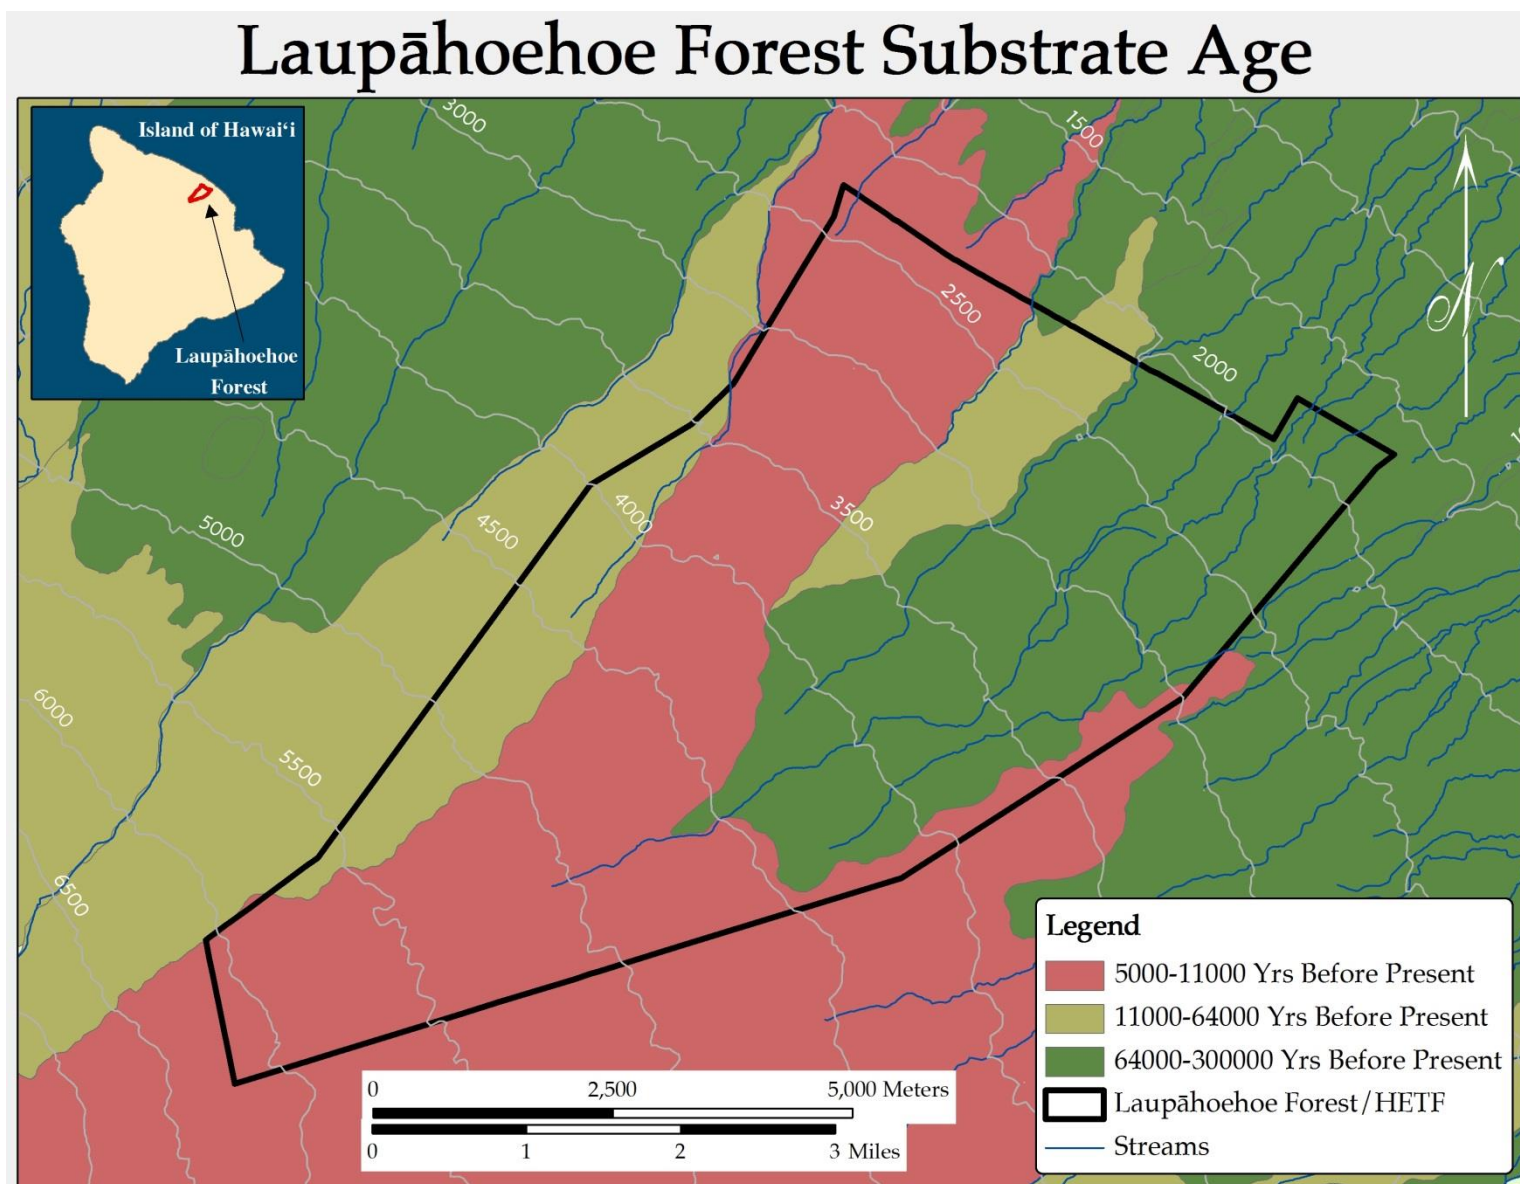 Laupāhoehoe Forest Substrate Age
Island of Hawaiʻi
Laupāhoehoe
Forest
3000
1500
2500
2000
5000
4500
4000
3500
6000
5500
6500
N
Legend
5000-11000 Yrs Before Present
11000-64000 Yrs Before Present
64000-300000 Yrs Before Present
Laupāhoehoe Forest/HETF
Streams
0 2,500 5,000 Meters
0 1 2 3 Miles